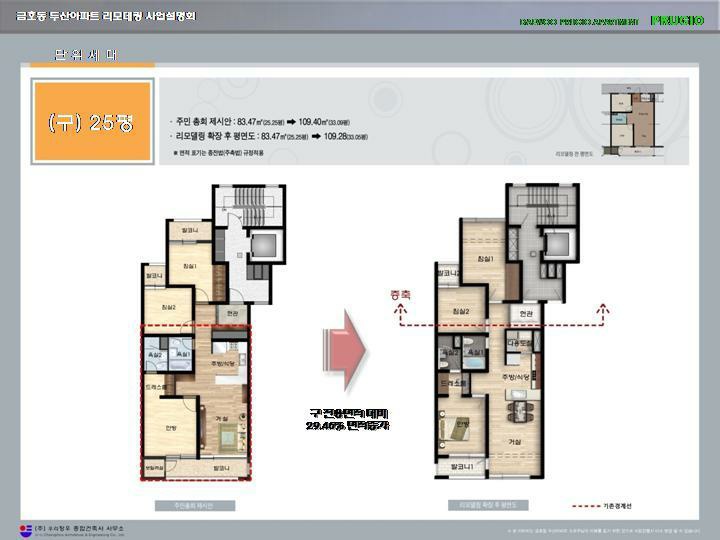 금호동 두산아파트 리모데링 사업설명회
DAEWOO PRUGIO APARTMENT PRUGIO
단 위 세 대
(구) 25평
· 주민 총회 제시안 : 83.47㎡(25.25평) ➡ 109.40㎡(33.09평)
· 리모델링 확장 후 평면도 : 83.47㎡(25.25평) ➡ 109.28(33.05평)
※ 면적 표기는 종전법(주촉법) 규정적용
리모델링 전 평면도
발코니
침실1
발코니
침실2
현관
욕실2
욕실1
주방/식당
드레스룸
안방
거실
발코니
주민총회 제시안
구 전용면적 대비
29.46% 면적증가
증축
침실1
발코니2
침실2
현관
다용도실
욕실2
욕실1
주방/식당
드레스룸
안방
거실
발코니1
리모델링 확장 후 평면도
기존경계선
(주) 우리창우 종합건축사 사무소